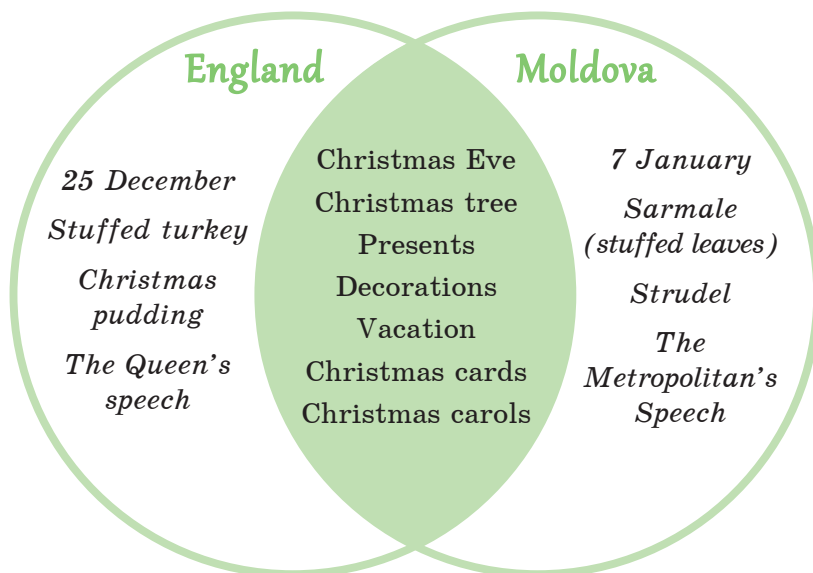 England
25 December
Stuffed turkey
Christmas
pudding
The Queen's
speech
Christmas Eve
Christmas tree
Presents
Decorations
Vacation
Christmas cards
Christmas carols
Moldova
7 January
Sarmale
(stuffed leaves)
Strudel
The
Metropolitan's
Speech